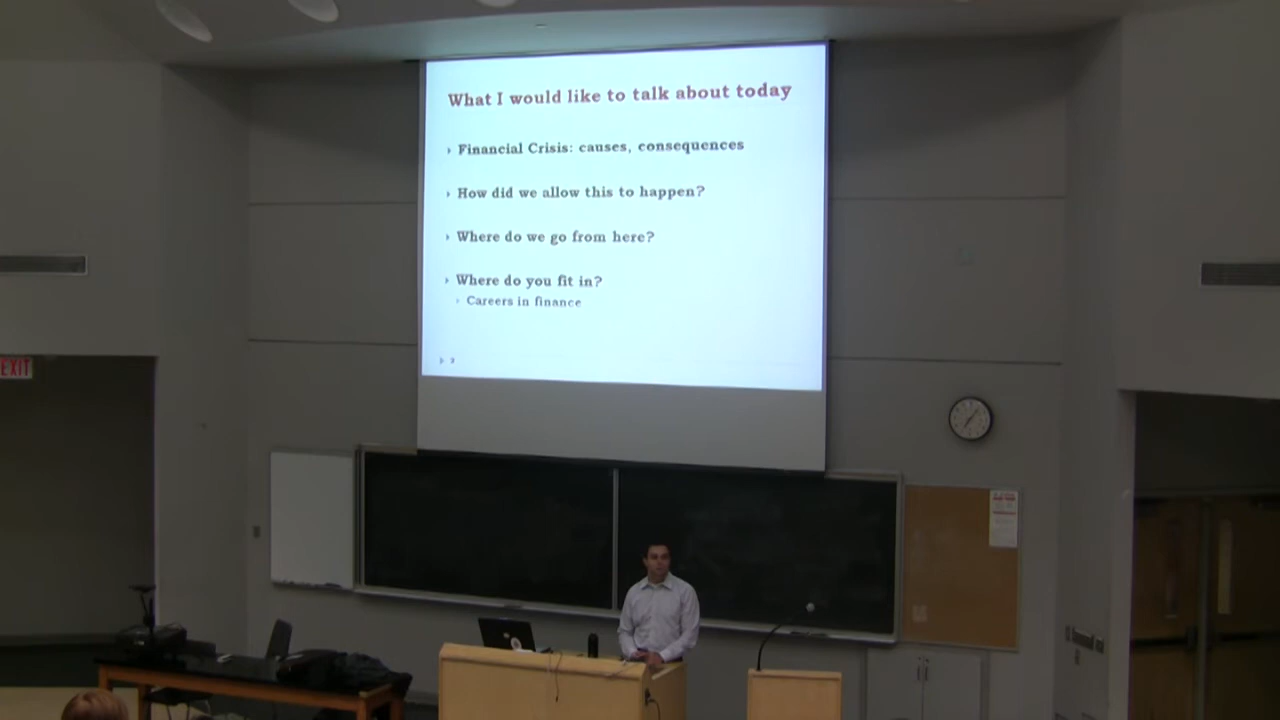 What I would like to talk about today
Financial Crisis: causes, consequences
How did we allow this to happen?
Where do we go from here?
Where do you fit in?
Careers in finance
EXIT